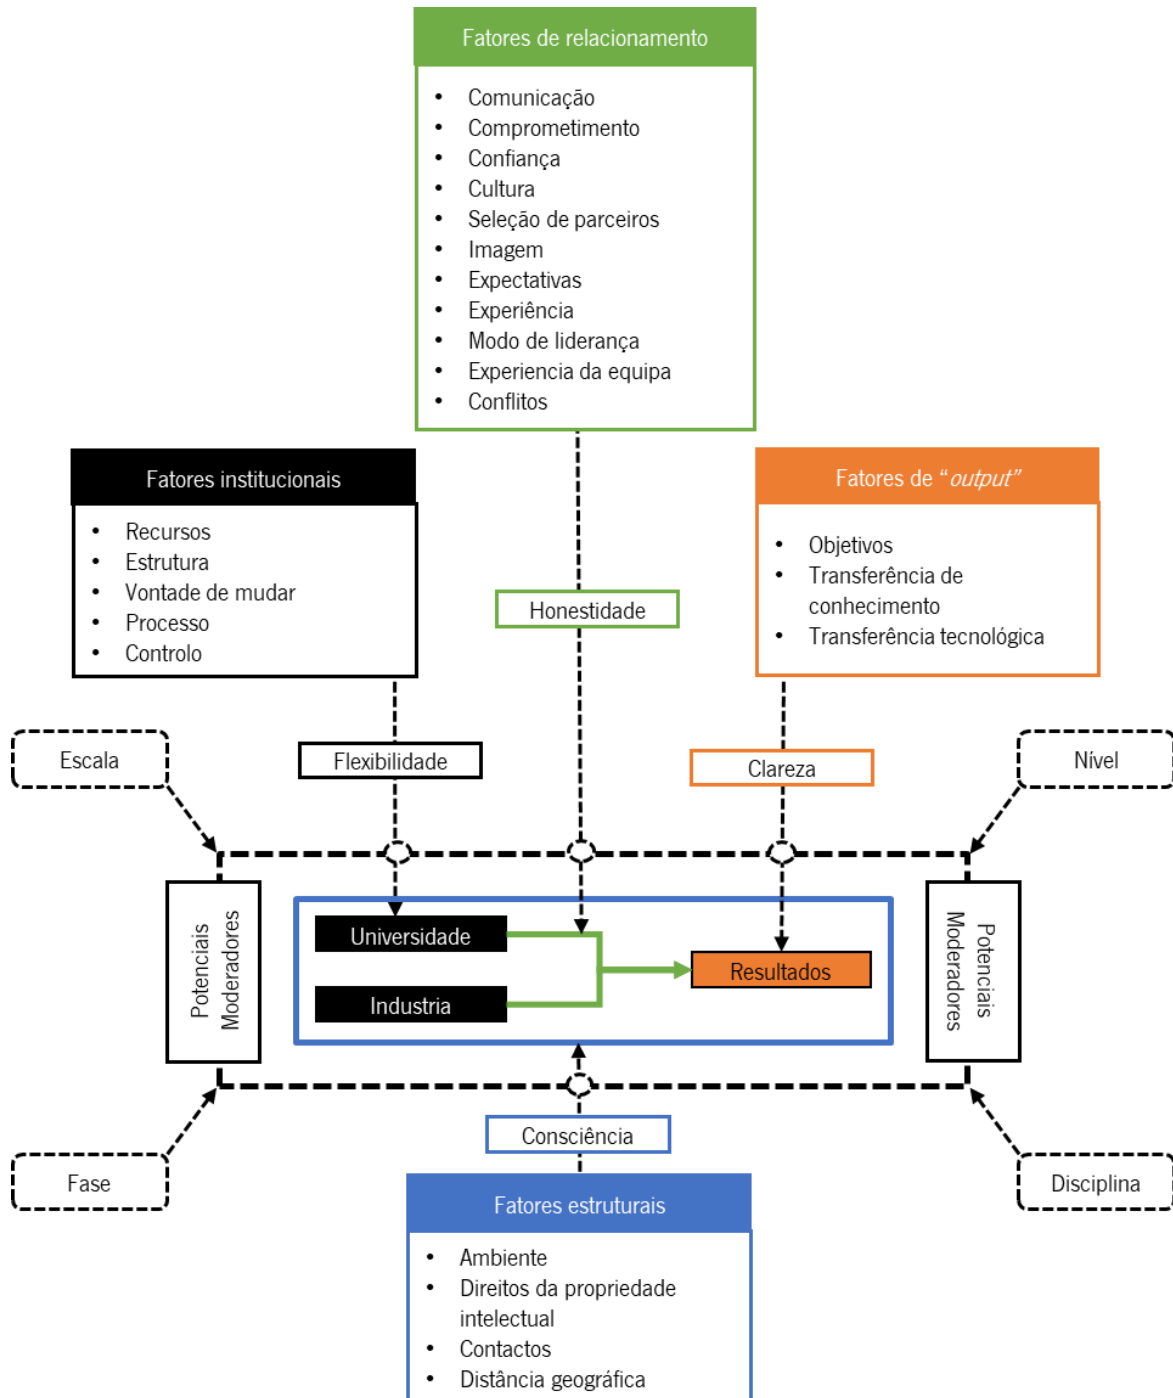 Fatores de relacionamento
• Comunicação
• Comprometimento
• Confiança
• Cultura
• Seleção de parceiros
• Imagem
• Expectativas
• Experiência
• Modo de liderança
• Experiencia da equipa
• Conflitos
Fatores institucionais
• Recursos
• Estrutura
• Vontade de mudar
• Processo
• Controlo
Fatores de “output”
• Objetivos
• Transferência de
conhecimento
• Transferência tecnológica
Honestidade
Escala
Flexibilidade
Clareza
Nível
Potenciais
Moderadores
Universidade
Industria
Resultados
Potenciais
Moderadores
Fase
Consciência
Disciplina
Fatores estruturais
• Ambiente
• Direitos da propriedade
intelectual
• Contactos
• Distância geográfica